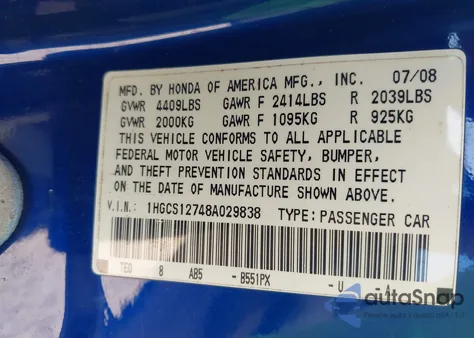 MFD. BY HONDA OF AMERICA MFG., INC. 07/08
GVWR 4409LBS GAWR F 2414LBS R 2039LBS
GVWR 2000KG GAWR F 1095KG R 925KG
THIS VEHICLE CONFORMS TO ALL APPLICABLE
FEDERAL MOTOR VEHICLE SAFETY, BUMPER,
AND THEFT PREVENTION STANDARDS IN EFFECT
ON THE DATE OF MANUFACTURE SHOWN ABOVE.
V.I.N.: 1HGCS12748A029838 TYPE: PASSENGER CAR
TE0 8 AB5 - B551PX - U - A
autoSnap